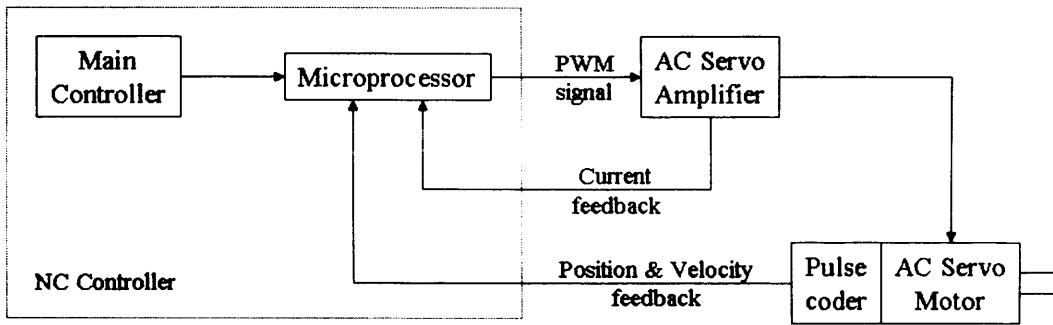 Main
Controller
Microprocessor
PWM
signal
AC Servo
Amplifier
Current
feedback
NC Controller
Position & Velocity
feedback
Pulse
coder
AC Servo
Motor